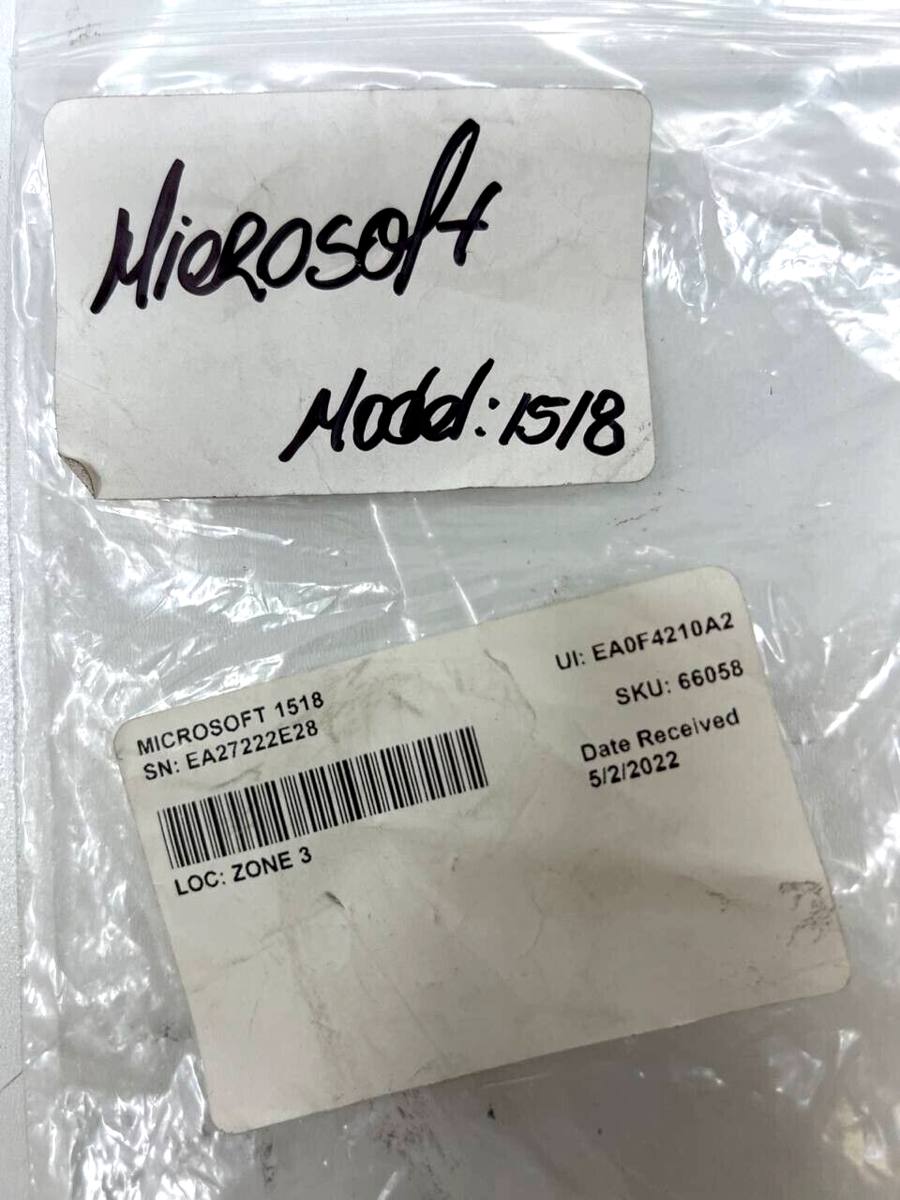 Microsoft
Model: 1518
MICROSOFT 1518
SN: EA27222E28
LOC: ZONE 3
UI: EA0F4210A2
SKU: 66058
Date Received
5/2/2022